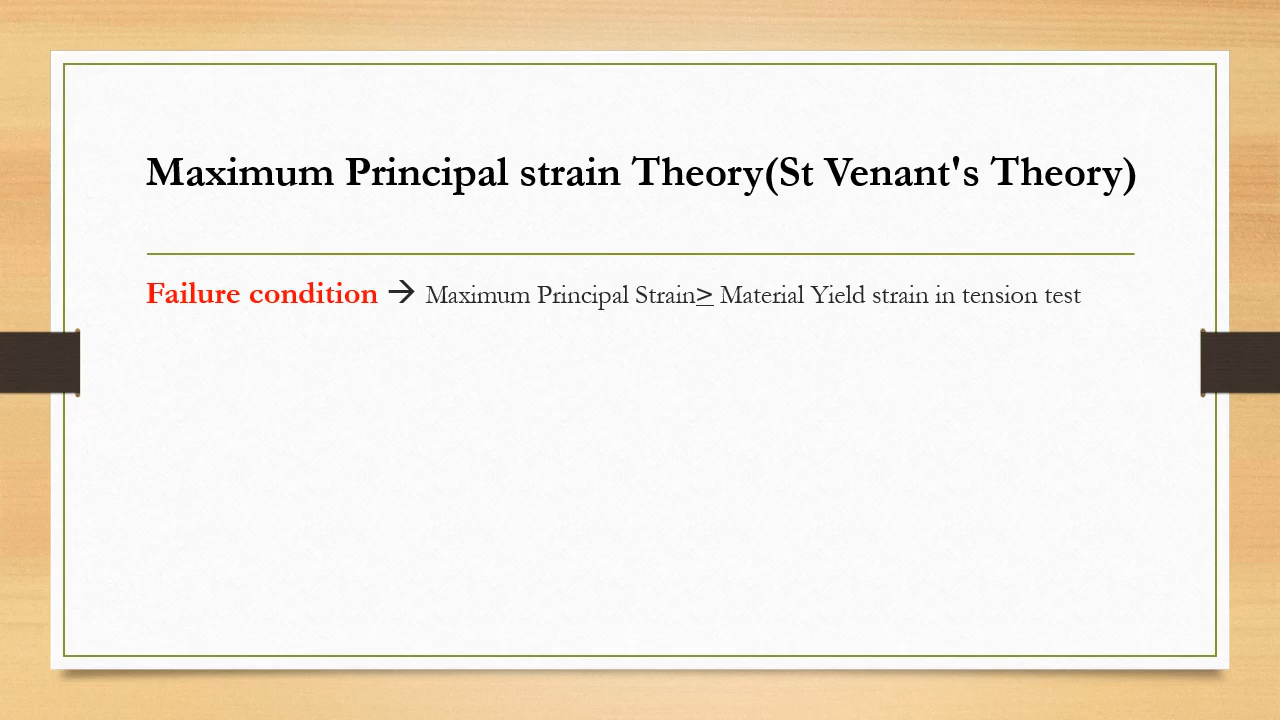 Maximum Principal strain Theory(St Venant's Theory)
Failure condition → Maximum Principal Strain≥ Material Yield strain in tension test